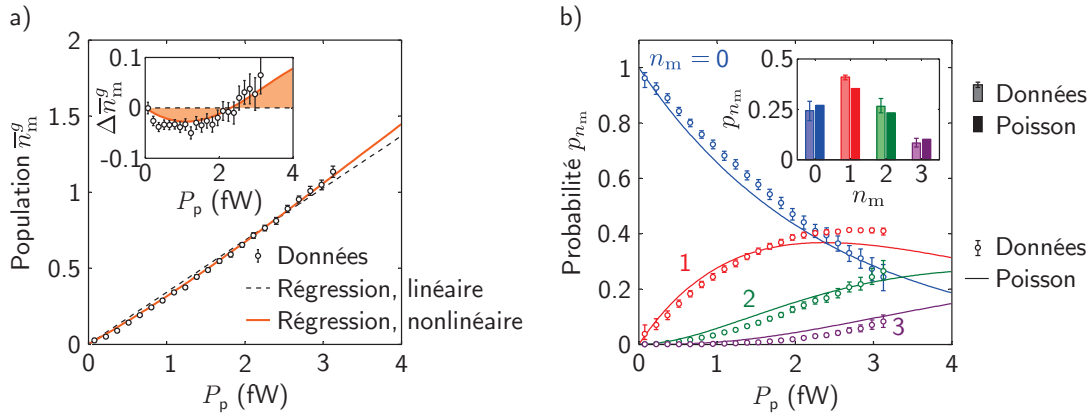 a)
Population n̅ᵍₘ
2
1.5
1
0.5
0
0 1 2 3 4
Pₚ (fW)
Δn̅ᵍₘ
0.1
0
-0.1
0 2 4
Pₚ (fW)
Données
Régression, linéaire
Régression, nonlinéaire
b)
Probabilité pₙₘ
1
0.8
0.6
0.4
0.2
0
0 1 2 3 4
Pₚ (fW)
nₘ = 0
1
2
3
pₙₘ
0.5
0.25
0
0 1 2 3
nₘ
Données
Poisson
Données
Poisson